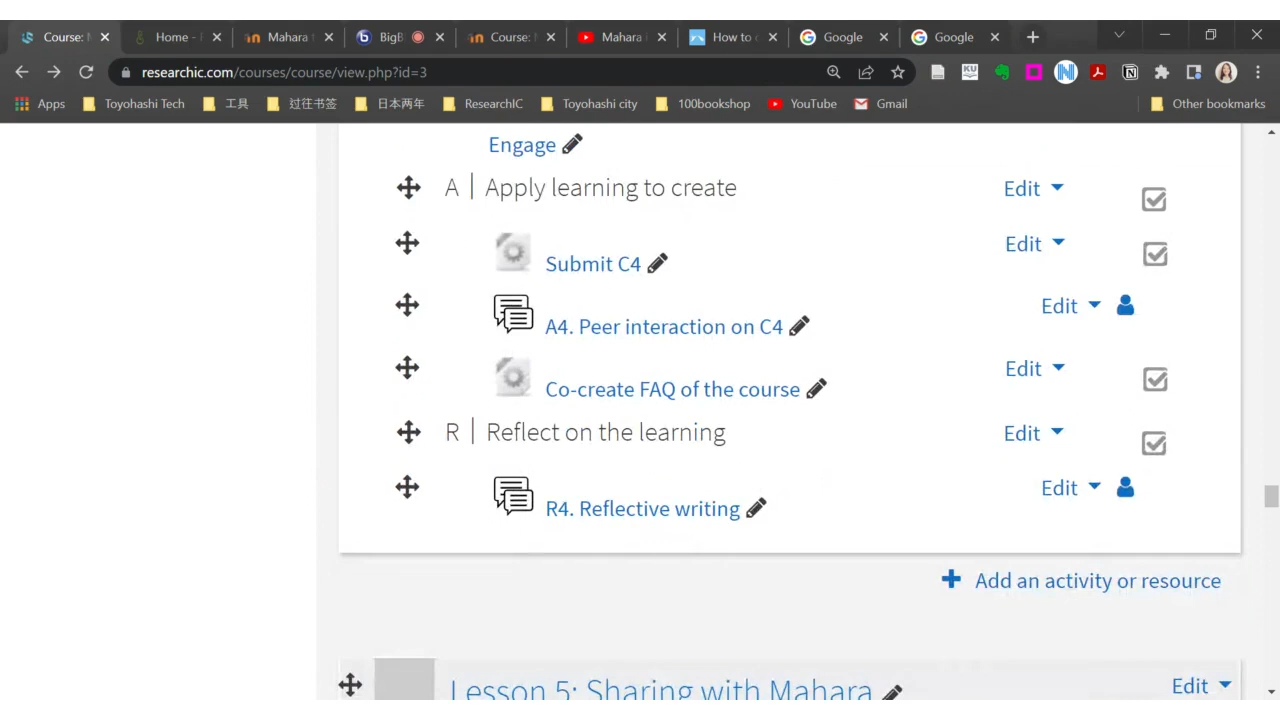 Course: M
Home -
Mahara
BigB
Course:
Mahara
How to
Google
Google
researchic.com/courses/course/view.php?id=3
Apps
Toyohashi Tech
工具
过往书签
日本两年
ResearchIC
Toyohashi city
100bookshop
YouTube
Gmail
Other bookmarks
Engage
A | Apply learning to create Edit
Submit C4 Edit
A4. Peer interaction on C4 Edit
Co-create FAQ of the course Edit
R | Reflect on the learning Edit
R4. Reflective writing Edit
Add an activity or resource
Lesson 5: Sharing with Mahara Edit